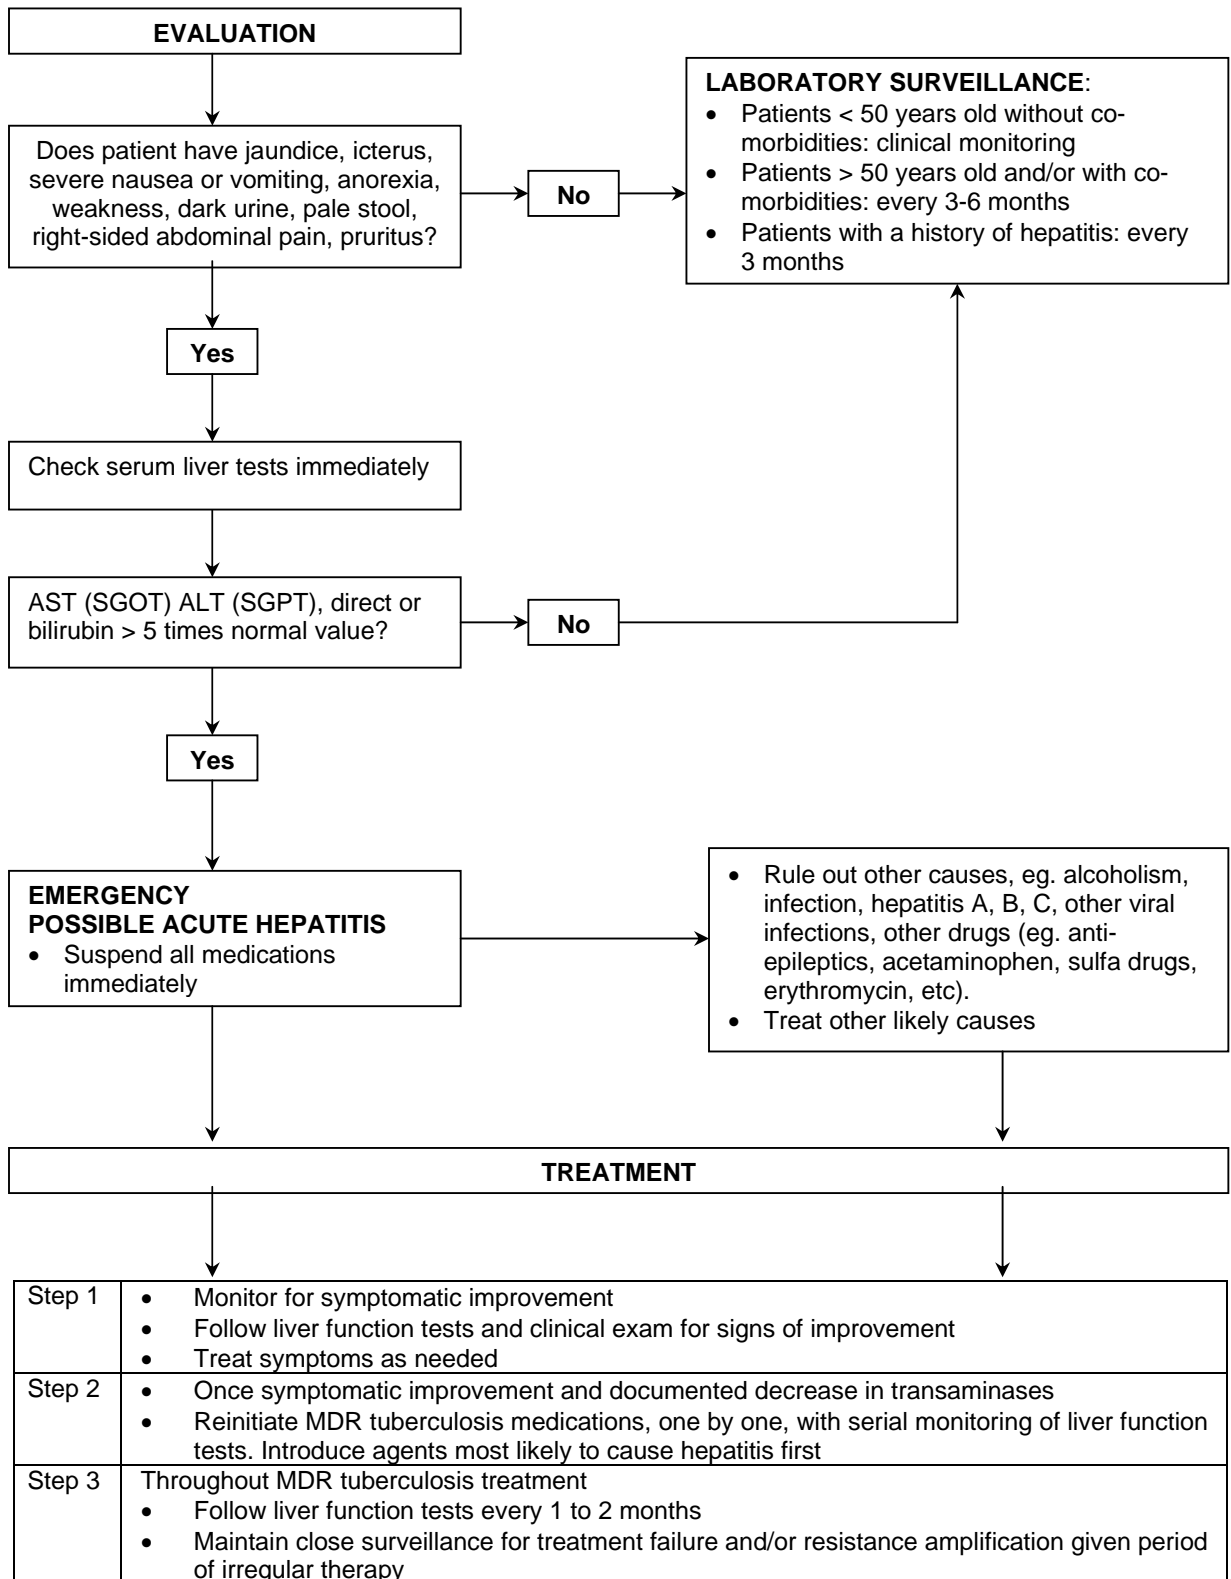 EVALUATION
Does patient have jaundice, icterus,
severe nausea or vomiting, anorexia,
weakness, dark urine, pale stool,
right-sided abdominal pain, pruritus?
No
LABORATORY SURVEILLANCE:
• Patients < 50 years old without co-
morbidities: clinical monitoring
• Patients > 50 years old and/or with co-
morbidities: every 3-6 months
• Patients with a history of hepatitis: every
3 months
Yes
Check serum liver tests immediately
AST (SGOT) ALT (SGPT), direct or
bilirubin > 5 times normal value?
No
Yes
EMERGENCY
POSSIBLE ACUTE HEPATITIS
• Suspend all medications
immediately
• Rule out other causes, eg. alcoholism,
infection, hepatitis A, B, C, other viral
infections, other drugs (eg. anti-
epileptics, acetaminophen, sulfa drugs,
erythromycin, etc).
• Treat other likely causes
TREATMENT
Step 1
• Monitor for symptomatic improvement
• Follow liver function tests and clinical exam for signs of improvement
• Treat symptoms as needed
Step 2
• Once symptomatic improvement and documented decrease in transaminases
• Reinitiate MDR tuberculosis medications, one by one, with serial monitoring of liver function
tests. Introduce agents most likely to cause hepatitis first
Step 3
Throughout MDR tuberculosis treatment
• Follow liver function tests every 1 to 2 months
• Maintain close surveillance for treatment failure and/or resistance amplification given period
of irregular therapy